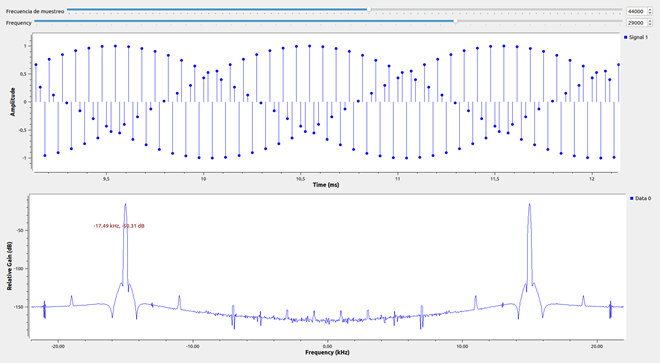 Frecuencia de muestreo 44000
Frequency 29000
Signal 1
Amplitude
1
0,5
0
-0,5
-1
9,5 10 10,5 11 11,5 12
Time (ms)
Data 0
Relative Gain (dB)
-50
-100
-150
-17.49 kHz, -50.31 dB
-20.00 -10.00 0.00 10.00 20.00
Frequency (kHz)